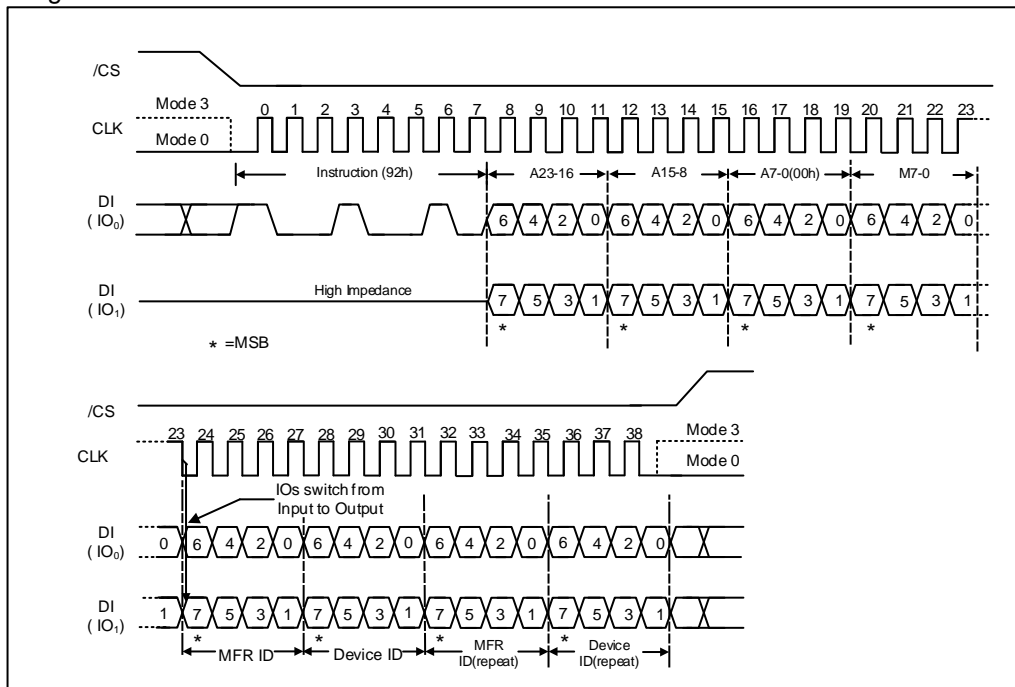 /CS
Mode 3
CLK
Mode 0
0 1 2 3 4 5 6 7 8 9 10 11 12 13 14 15 16 17 18 19 20 21 22 23
Instruction (92h) A23-16 A15-8 A7-0(00h) M7-0
DI
( IO₀)
6 4 2 0 6 4 2 0 6 4 2 0 6 4 2 0
DI
( IO₁)
High Impedance
7 5 3 1 7 5 3 1 7 5 3 1 7 5 3 1
* * * *
* =MSB
/CS
23 24 25 26 27 28 29 30 31 32 33 34 35 36 37 38
Mode 3
CLK
Mode 0
IOs switch from
Input to Output
DI
( IO₀)
0 6 4 2 0 6 4 2 0 6 4 2 0 6 4 2 0
DI
( IO₁)
1 7 5 3 1 7 5 3 1 7 5 3 1 7 5 3 1
* * * *
MFR ID Device ID MFR
ID(repeat)
Device
ID(repeat)